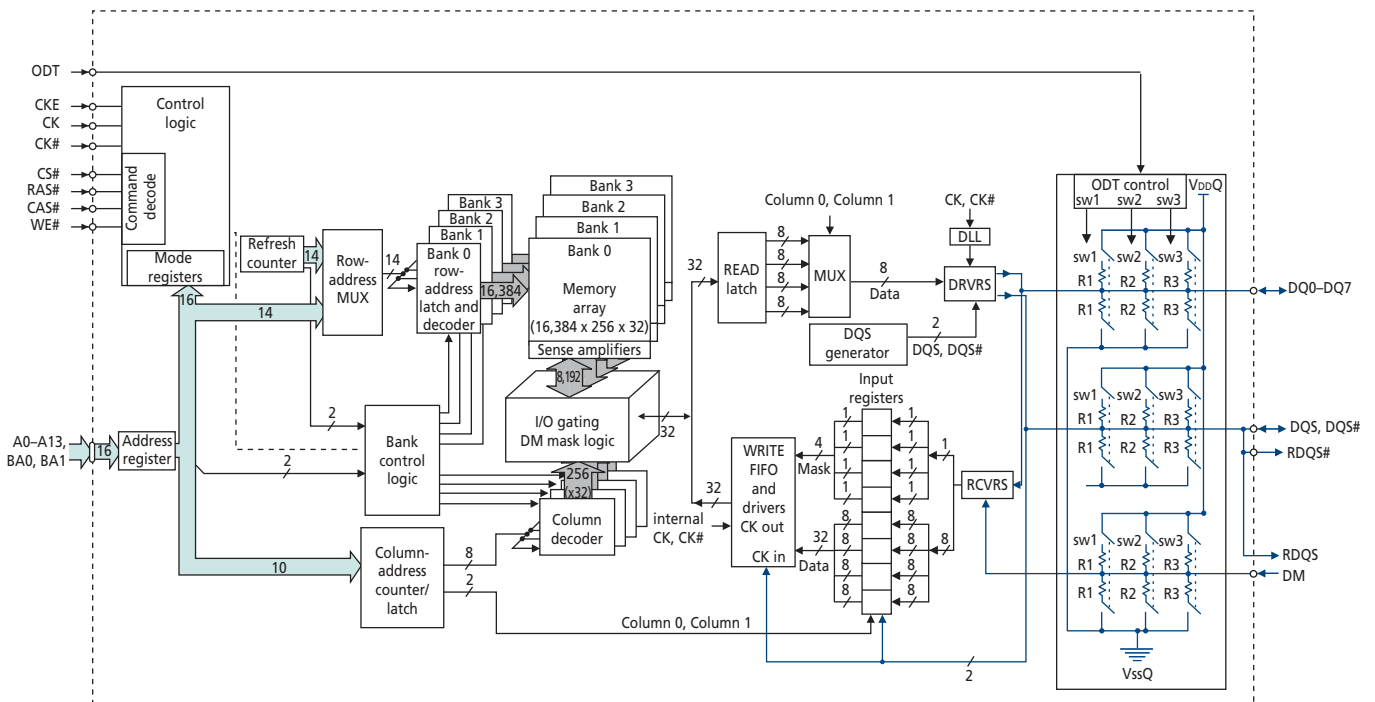 ODT
CKE
CK
CK#
CS#
RAS#
CAS#
WE#
Control
logic
Command
decode
Mode
registers
16
A0–A13,
BA0, BA1
16
Address
register
Refresh
counter
14
14
Row-
address
MUX
14
2
2
10
Bank
control
logic
Column-
address
counter/
latch
8
2
Bank 3
Bank 2
Bank 1
Bank 0
row-
address
latch and
decoder
16,384
Bank 3
Bank 2
Bank 1
Bank 0
Memory
array
(16,384 x 256 x 32)
Sense amplifiers
8,192
I/O gating
DM mask logic
32
256
(x32)
Column
decoder
Column 0, Column 1
32
READ
latch
8
8
8
8
Column 0, Column 1
MUX
8
Data
CK, CK#
DLL
DRVRS
DQS
generator
2
DQS, DQS#
Input
registers
32
internal
CK, CK#
WRITE
FIFO
and
drivers
CK out
CK in
4
Mask
32
Data
1
1
1
1
8
8
8
8
1
1
1
1
8
8
8
8
1
8
RCVRS
2
ODT control
VDDQ
sw1
sw2
sw3
sw1
sw2
sw3
R1
R2
R3
R1
R2
R3
sw1
sw2
sw3
R1
R2
R3
R1
R2
R3
sw1
sw2
sw3
R1
R2
R3
R1
R2
R3
VssQ
DQ0–DQ7
DQS, DQS#
RDQS#
RDQS
DM